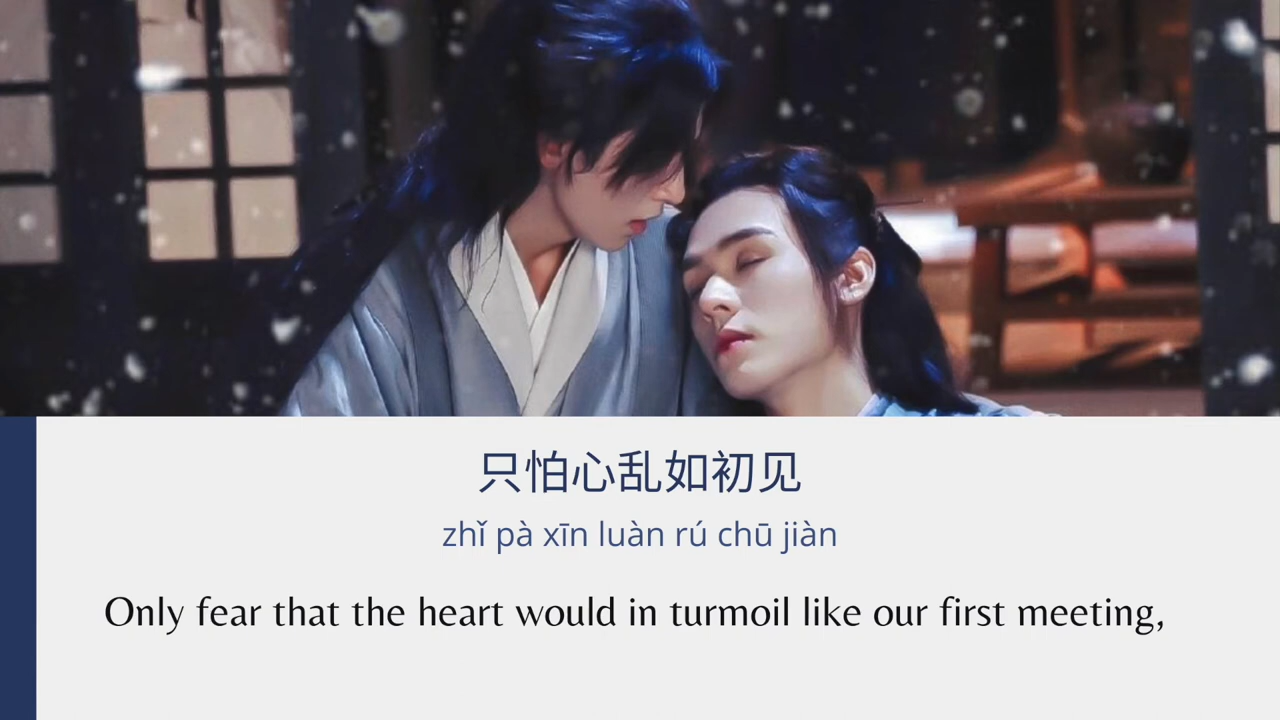 只怕心乱如初见
zhǐ pà xīn luàn rú chū jiàn
Only fear that the heart would in turmoil like our first meeting,